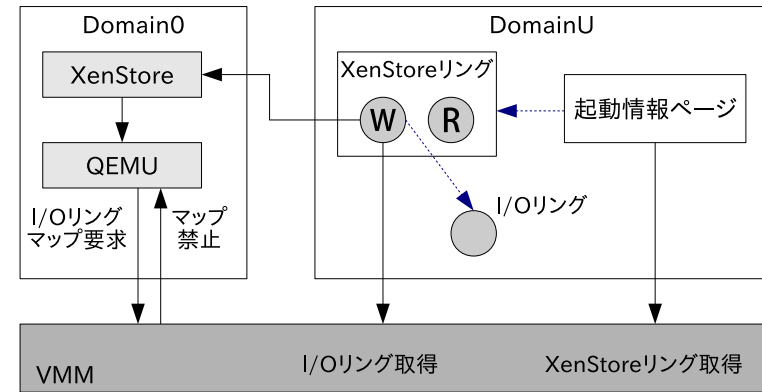 Domain0
XenStore
QEMU
I/Oリング
マップ要求
マップ
禁止
DomainU
XenStoreリング
W
R
起動情報ページ
I/Oリング
VMM
I/Oリング取得
XenStoreリング取得